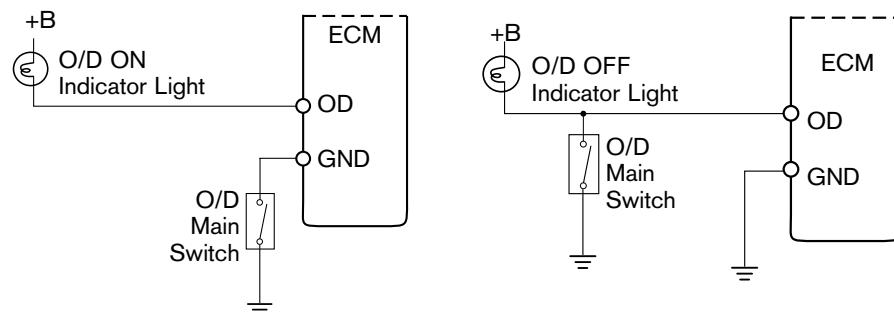 +B
O/D ON
Indicator Light
ECM
OD
GND
O/D
Main
Switch
+B
O/D OFF
Indicator Light
ECM
OD
O/D
Main
Switch
GND